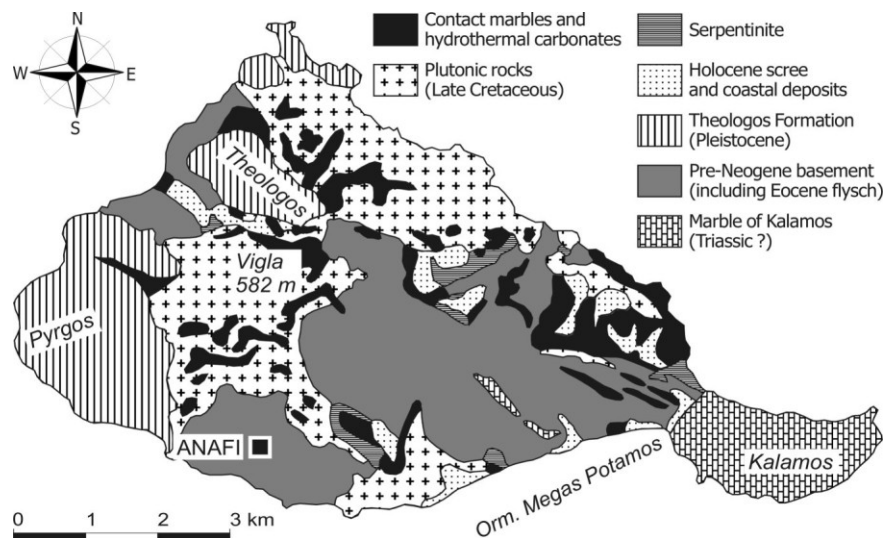 N
W
E
S
Contact marbles and
hydrothermal carbonates
Plutonic rocks
(Late Cretaceous)
Serpentinite
Holocene scree
and coastal deposits
Theologos Formation
(Pleistocene)
Pre-Neogene basement
(including Eocene flysch)
Marble of Kalamos
(Triassic ?)
Theologos
Vigla
582 m
Pyrgos
ANAFI
Kalamos
Orm. Megas Potamos
0 1 2 3 km